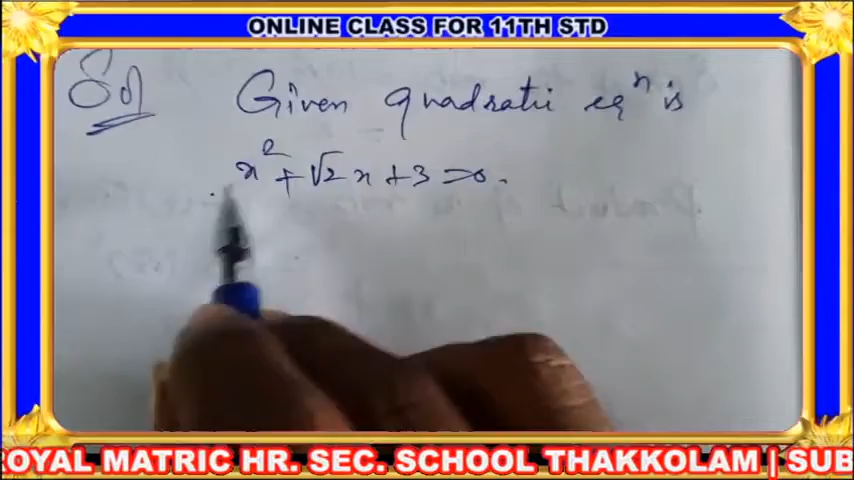 ONLINE CLASS FOR 11TH STD
Sol Given quadratic eqⁿ is
x² + √2 x + 3 = 0.
OYAL MATRIC HR. SEC. SCHOOL THAKKOLAM | SUB